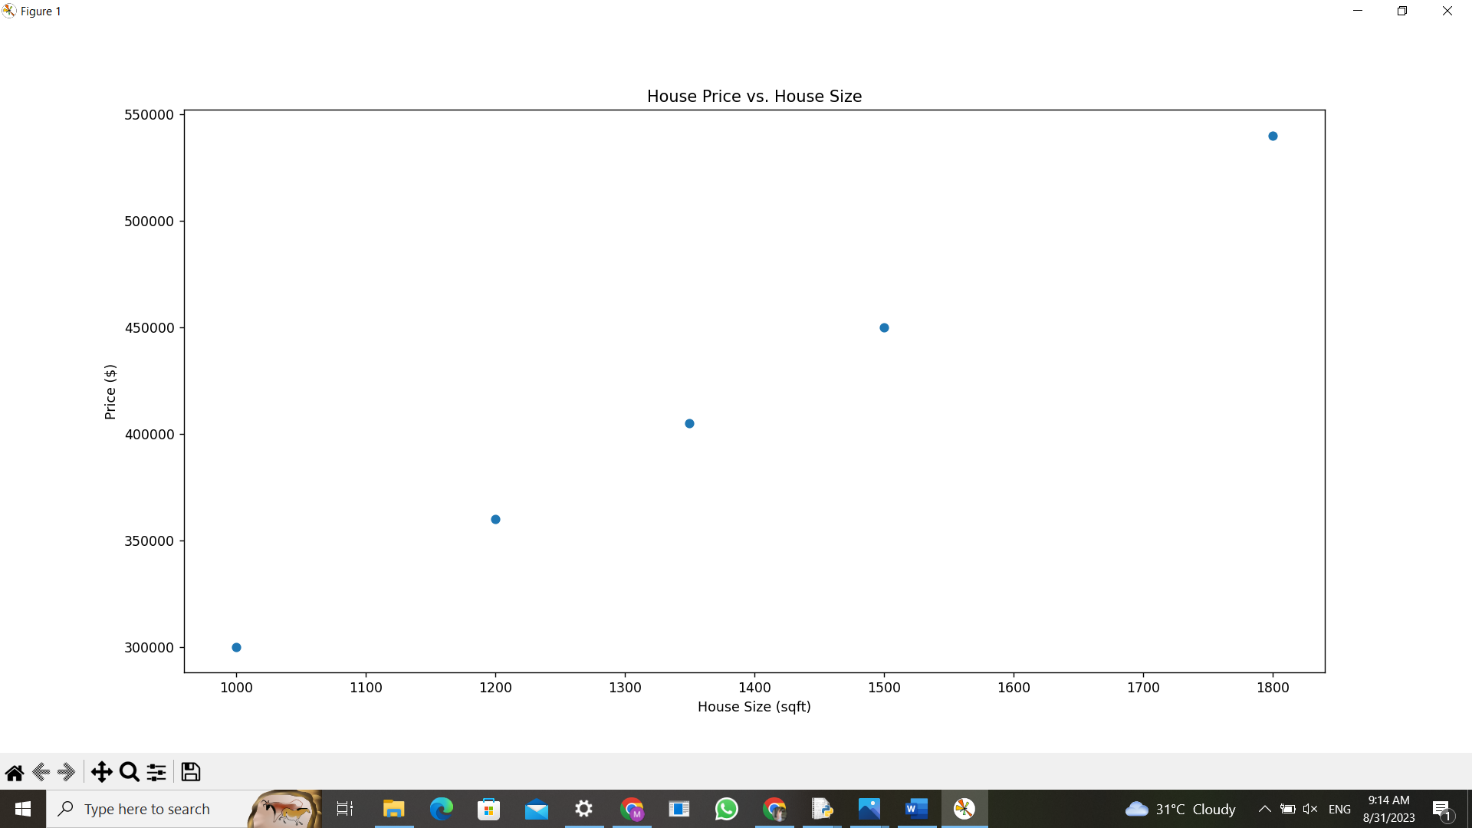 Figure 1
House Price vs. House Size
550000
500000
450000
400000
350000
300000
Price ($)
1000 1100 1200 1300 1400 1500 1600 1700 1800
House Size (sqft)
Type here to search
M
W
31°C Cloudy
ENG
9:14 AM
8/31/2023
1